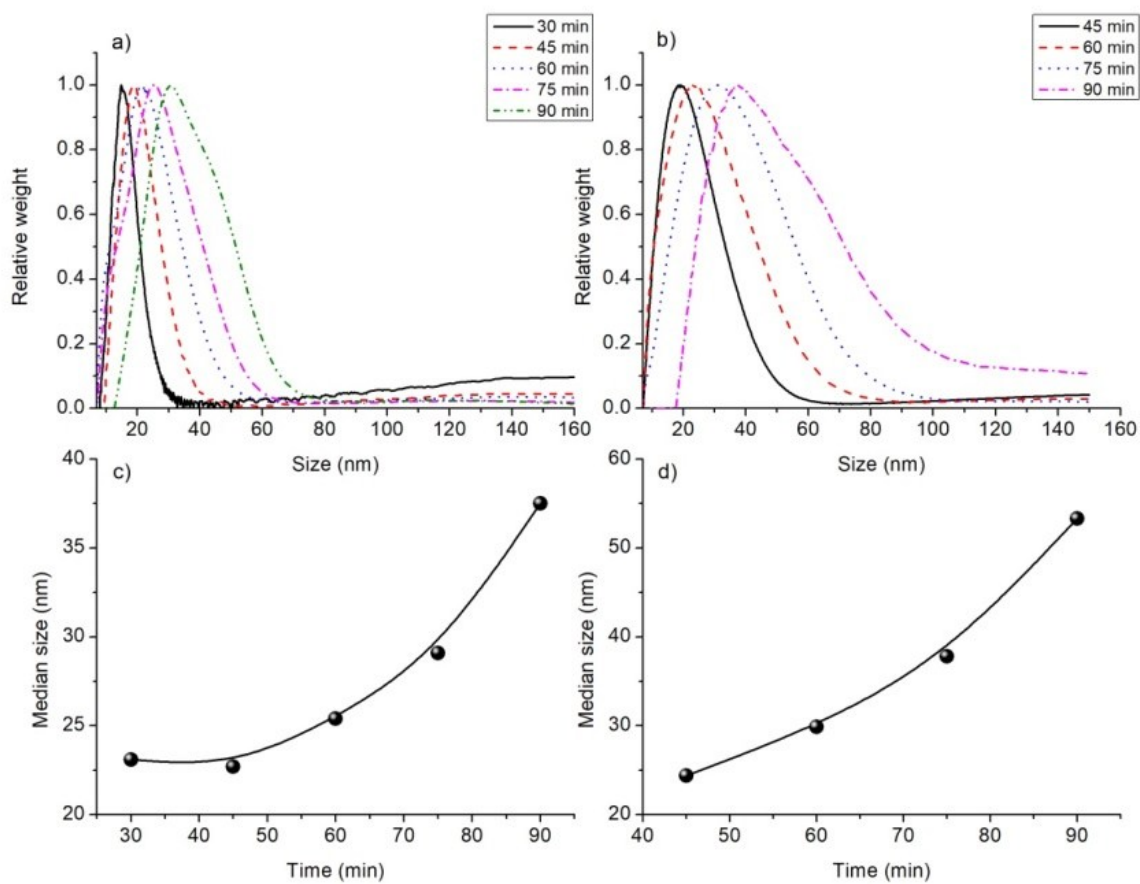 a)
30 min
45 min
60 min
75 min
90 min
1.0
0.8
0.6
0.4
0.2
0.0
Relative weight
20 40 60 80 100 120 140 160
Size (nm)
b)
45 min
60 min
75 min
90 min
1.0
0.8
0.6
0.4
0.2
0.0
Relative weight
20 40 60 80 100 120 140 160
Size (nm)
c)
40
35
30
25
20
Median size (nm)
30 40 50 60 70 80 90
Time (min)
d)
60
50
40
30
20
Median size (nm)
40 50 60 70 80 90
Time (min)